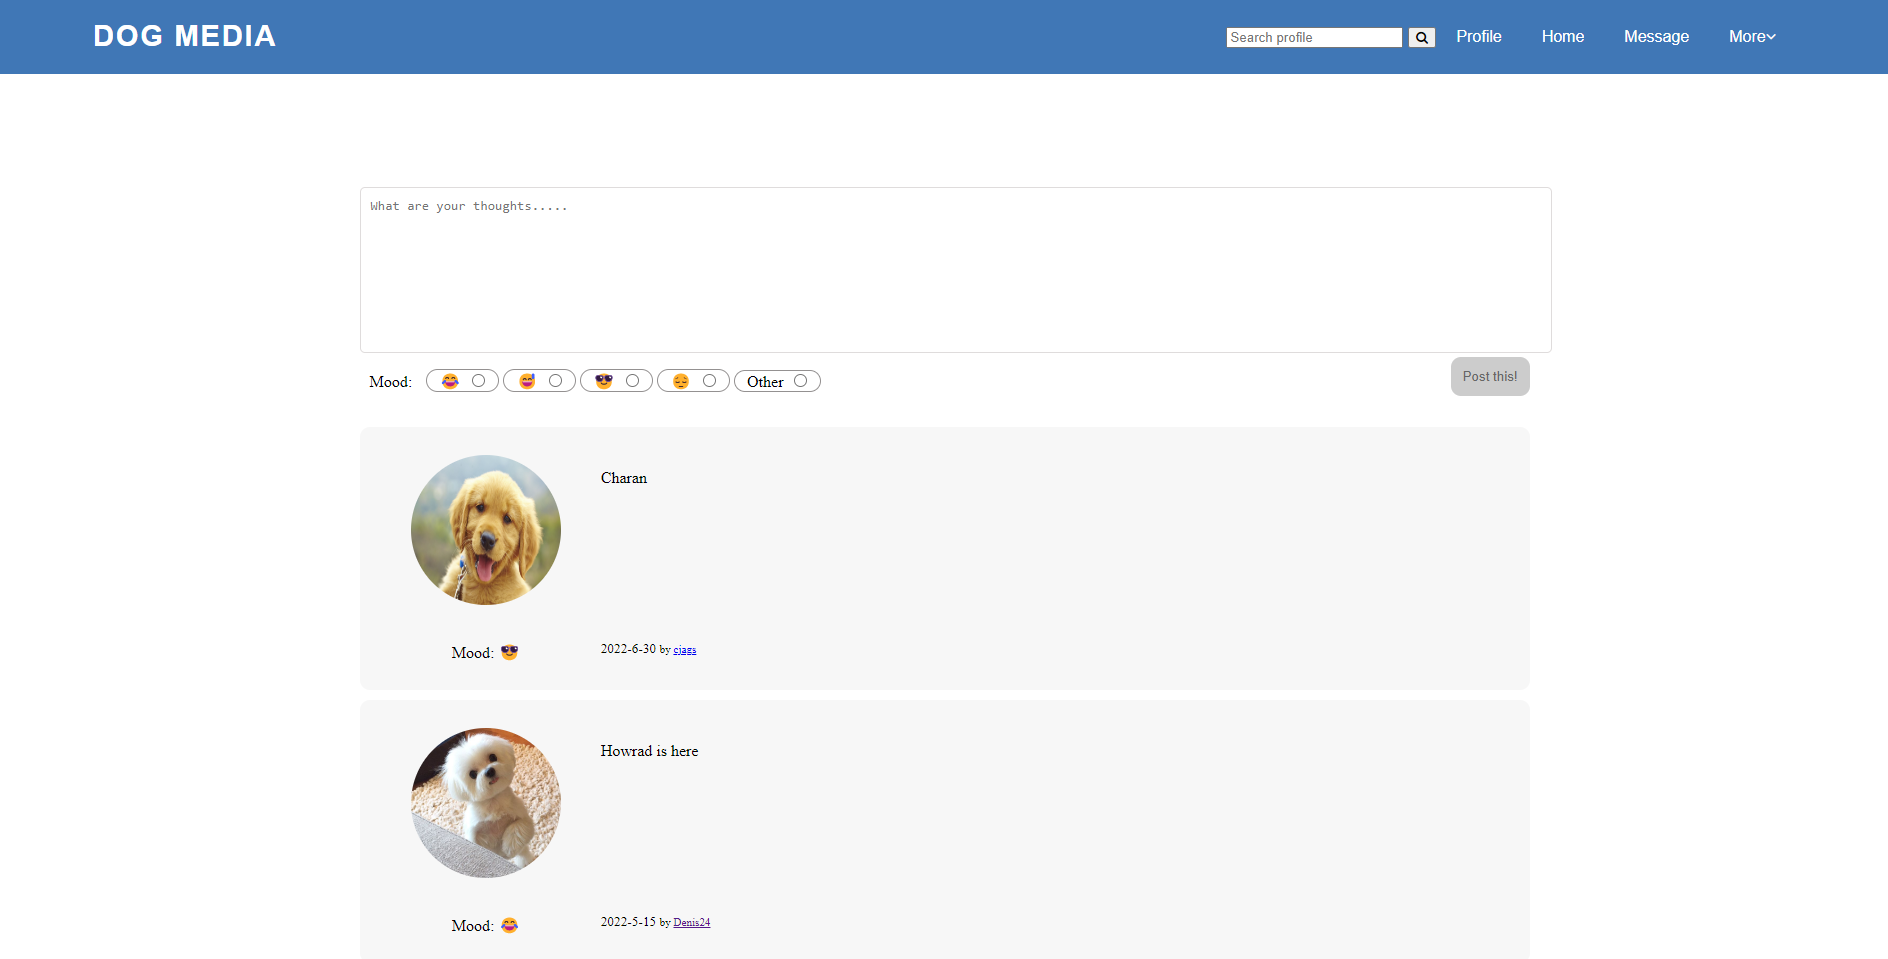 DOG MEDIA
Search profile
Profile
Home
Message
More
What are your thoughts.....
Mood: 😂 😅 😎 😔 Other
Post this!
Charan
Mood: 😎
2022-6-30 by cjags
Howrad is here
Mood: 😂
2022-5-15 by Denis24